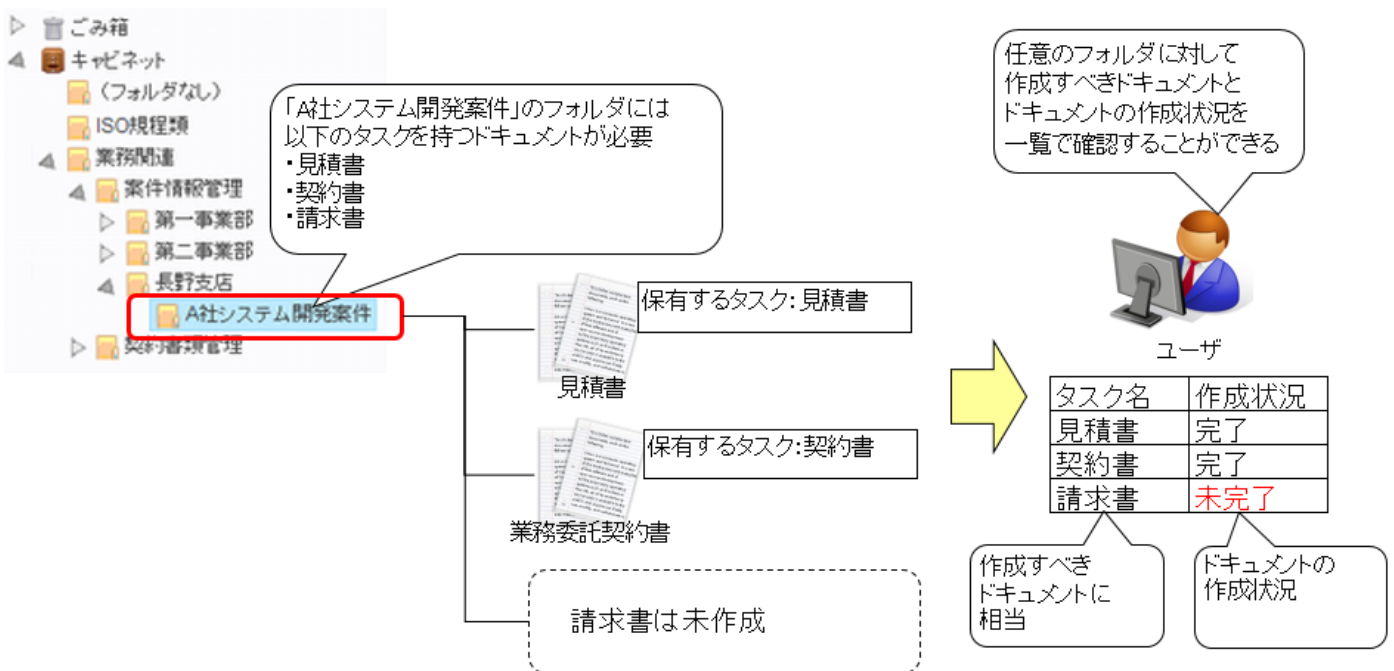 ごみ箱
キャビネット
(フォルダなし)
ISO規程類
業務関連
案件情報管理
第一事業部
第二事業部
長野支店
A社システム開発案件
契約書類管理
「A社システム開発案件」のフォルダには
以下のタスクを持つドキュメントが必要
・見積書
・契約書
・請求書
保有するタスク:見積書
見積書
保有するタスク:契約書
業務委託契約書
請求書は未作成
任意のフォルダに対して
作成すべきドキュメントと
ドキュメントの作成状況を
一覧で確認することができる
ユーザ
タスク名 作成状況
見積書 完了
契約書 完了
請求書 未完了
作成すべき
ドキュメントに
相当
ドキュメントの
作成状況